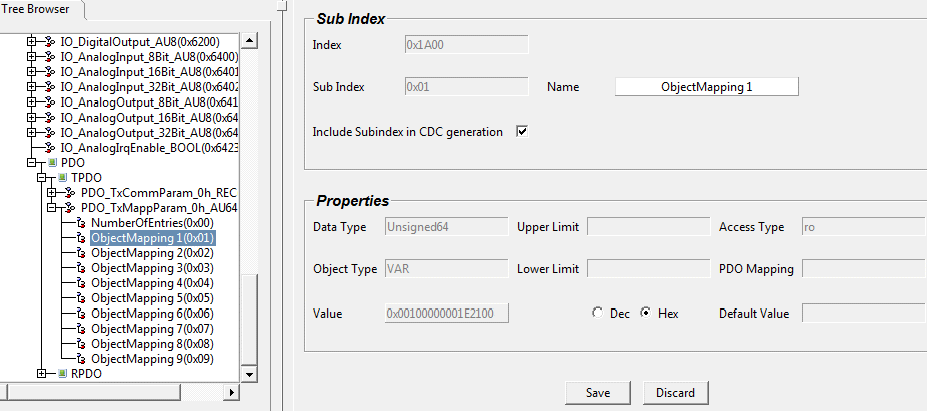 Tree Browser
IO_DigitalOutput_AU8(0x6200)
IO_AnalogInput_8Bit_AU8(0x6400)
IO_AnalogInput_16Bit_AU8(0x6401
IO_AnalogInput_32Bit_AU8(0x6402
IO_AnalogOutput_8Bit_AU8(0x641
IO_AnalogOutput_16Bit_AU8(0x64
IO_AnalogOutput_32Bit_AU8(0x64
IO_AnalogIrqEnable_BOOL(0x6423
PDO
TPDO
PDO_TxCommParam_0h_REC
PDO_TxMappParam_0h_AU64
NumberOfEntries(0x00)
ObjectMapping 1(0x01)
ObjectMapping 2(0x02)
ObjectMapping 3(0x03)
ObjectMapping 4(0x04)
ObjectMapping 5(0x05)
ObjectMapping 6(0x06)
ObjectMapping 7(0x07)
ObjectMapping 8(0x08)
ObjectMapping 9(0x09)
RPDO
Sub Index
Index 0x1A00
Sub Index 0x01 Name ObjectMapping 1
Include Subindex in CDC generation
Properties
Data Type Unsigned64 Upper Limit Access Type ro
Object Type VAR Lower Limit PDO Mapping
Value 0x00100000001E2100 Dec Hex Default Value
Save Discard